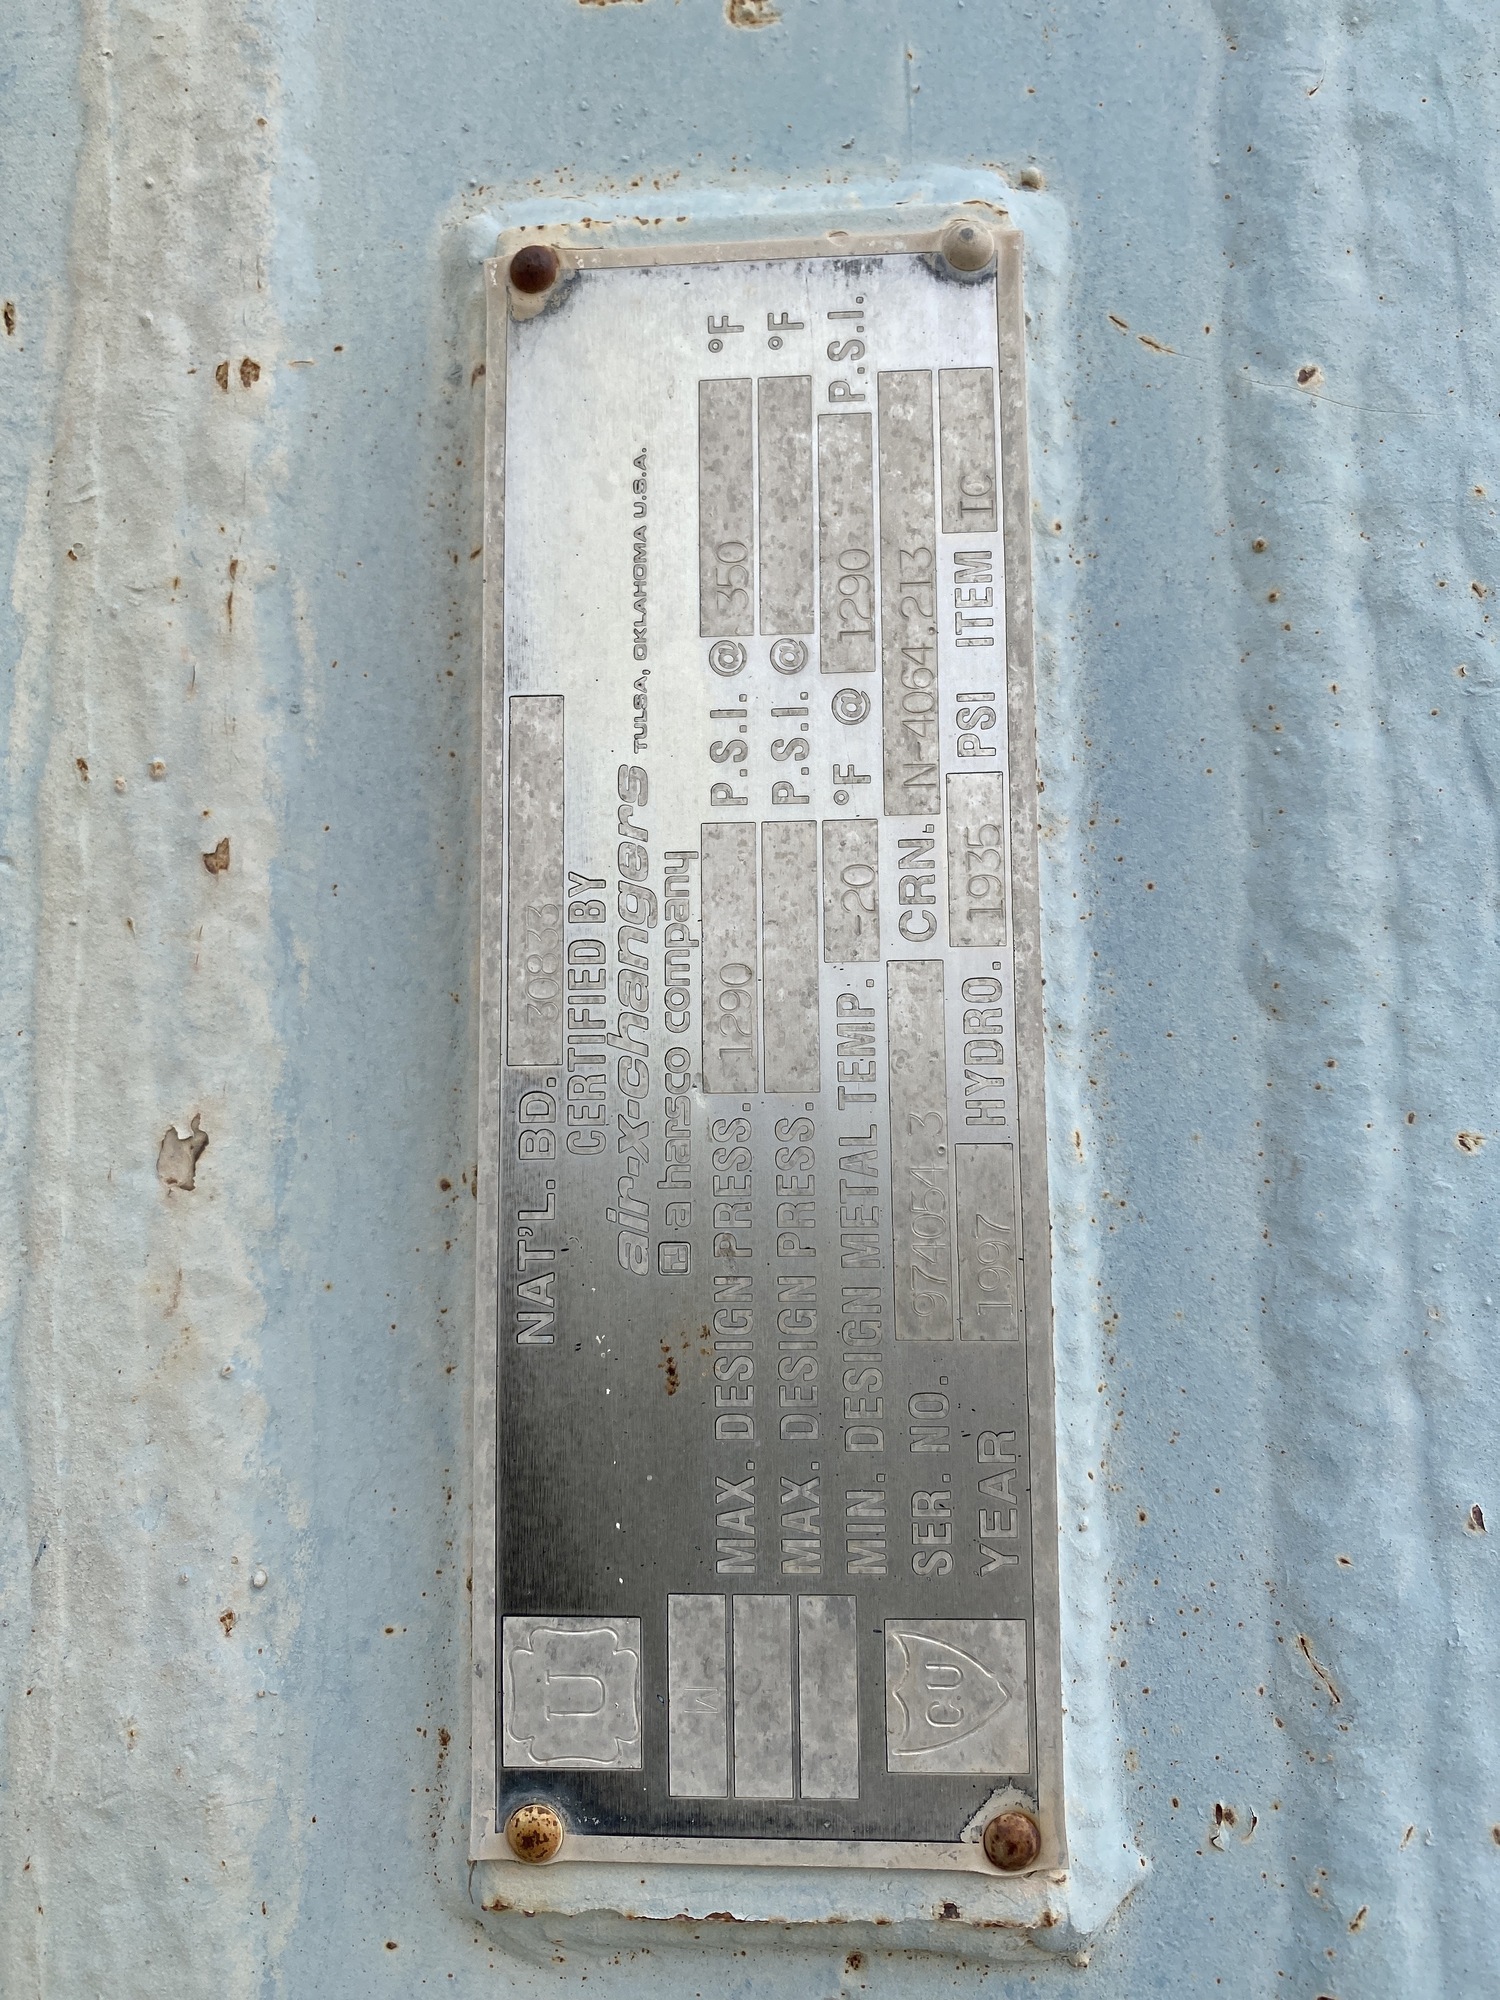 NAT'L. BD. 30833
CERTIFIED BY
air-x-changers TULSA, OKLAHOMA U.S.A.
a harsco company
U
W
MAX. DESIGN PRESS. 1290 P.S.I. @ 350 °F
MAX. DESIGN PRESS. P.S.I. @ °F
MIN. DESIGN METAL TEMP. -20 °F @ 1290 P.S.I.
SER. NO. 974054.3 CRN. N-4064.213
YEAR 1997 HYDRO. 1935 PSI ITEM IC
CU